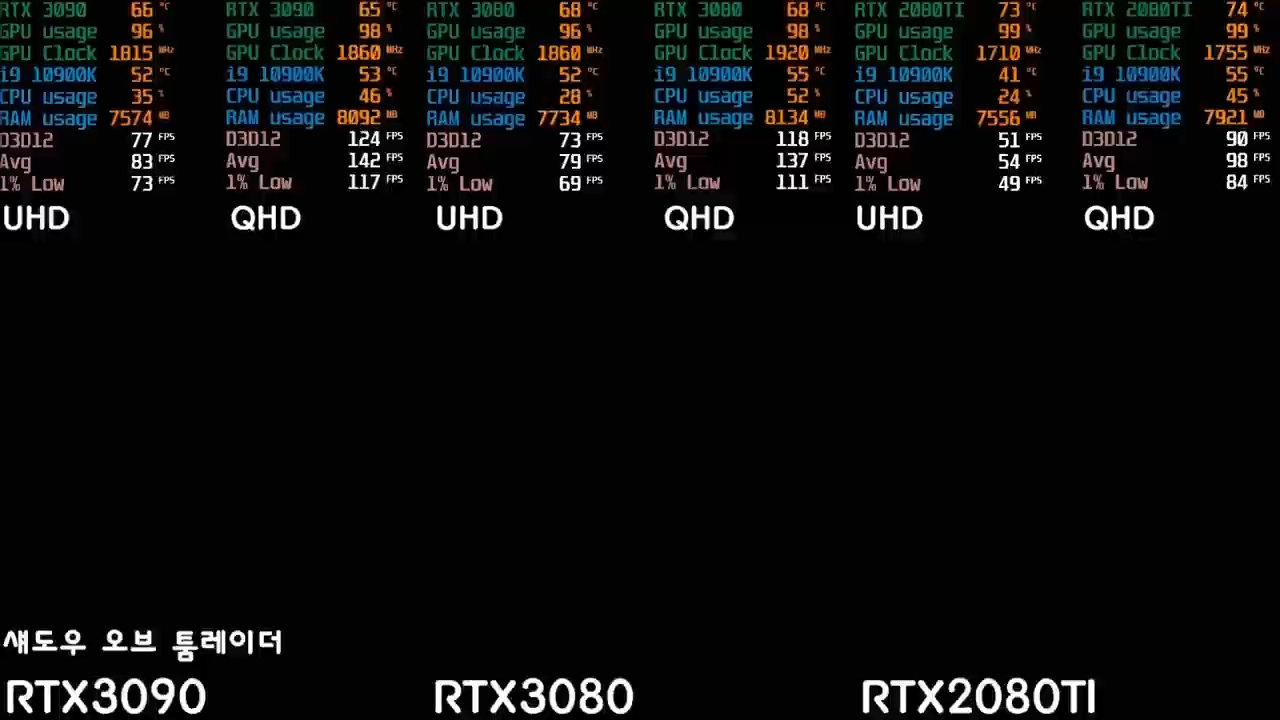 RTX 3090 66 °C RTX 3090 65 °C RTX 3080 68 °C RTX 3080 68 °C RTX 2080TI 73 °C RTX 2080TI 74 °C
GPU usage 96 % GPU usage 98 % GPU usage 96 % GPU usage 98 % GPU usage 99 % GPU usage 99 %
GPU Clock 1815 MHz GPU Clock 1860 MHz GPU Clock 1860 MHz GPU Clock 1920 MHz GPU Clock 1710 MHz GPU Clock 1755 MHz
i9 10900K 52 °C i9 10900K 53 °C i9 10900K 52 °C i9 10900K 55 °C i9 10900K 41 °C i9 10900K 55 °C
CPU usage 35 % CPU usage 46 % CPU usage 28 % CPU usage 52 % CPU usage 24 % CPU usage 45 %
RAM usage 7574 MB RAM usage 8092 MB RAM usage 7734 MB RAM usage 8134 MB RAM usage 7556 MB RAM usage 7921 MB
D3D12 77 FPS D3D12 124 FPS D3D12 73 FPS D3D12 118 FPS D3D12 51 FPS D3D12 90 FPS
Avg 83 FPS Avg 142 FPS Avg 79 FPS Avg 137 FPS Avg 54 FPS Avg 98 FPS
1% Low 73 FPS 1% Low 117 FPS 1% Low 69 FPS 1% Low 111 FPS 1% Low 49 FPS 1% Low 84 FPS
UHD QHD UHD QHD UHD QHD
섀도우 오브 툼레이더
RTX3090 RTX3080 RTX2080TI